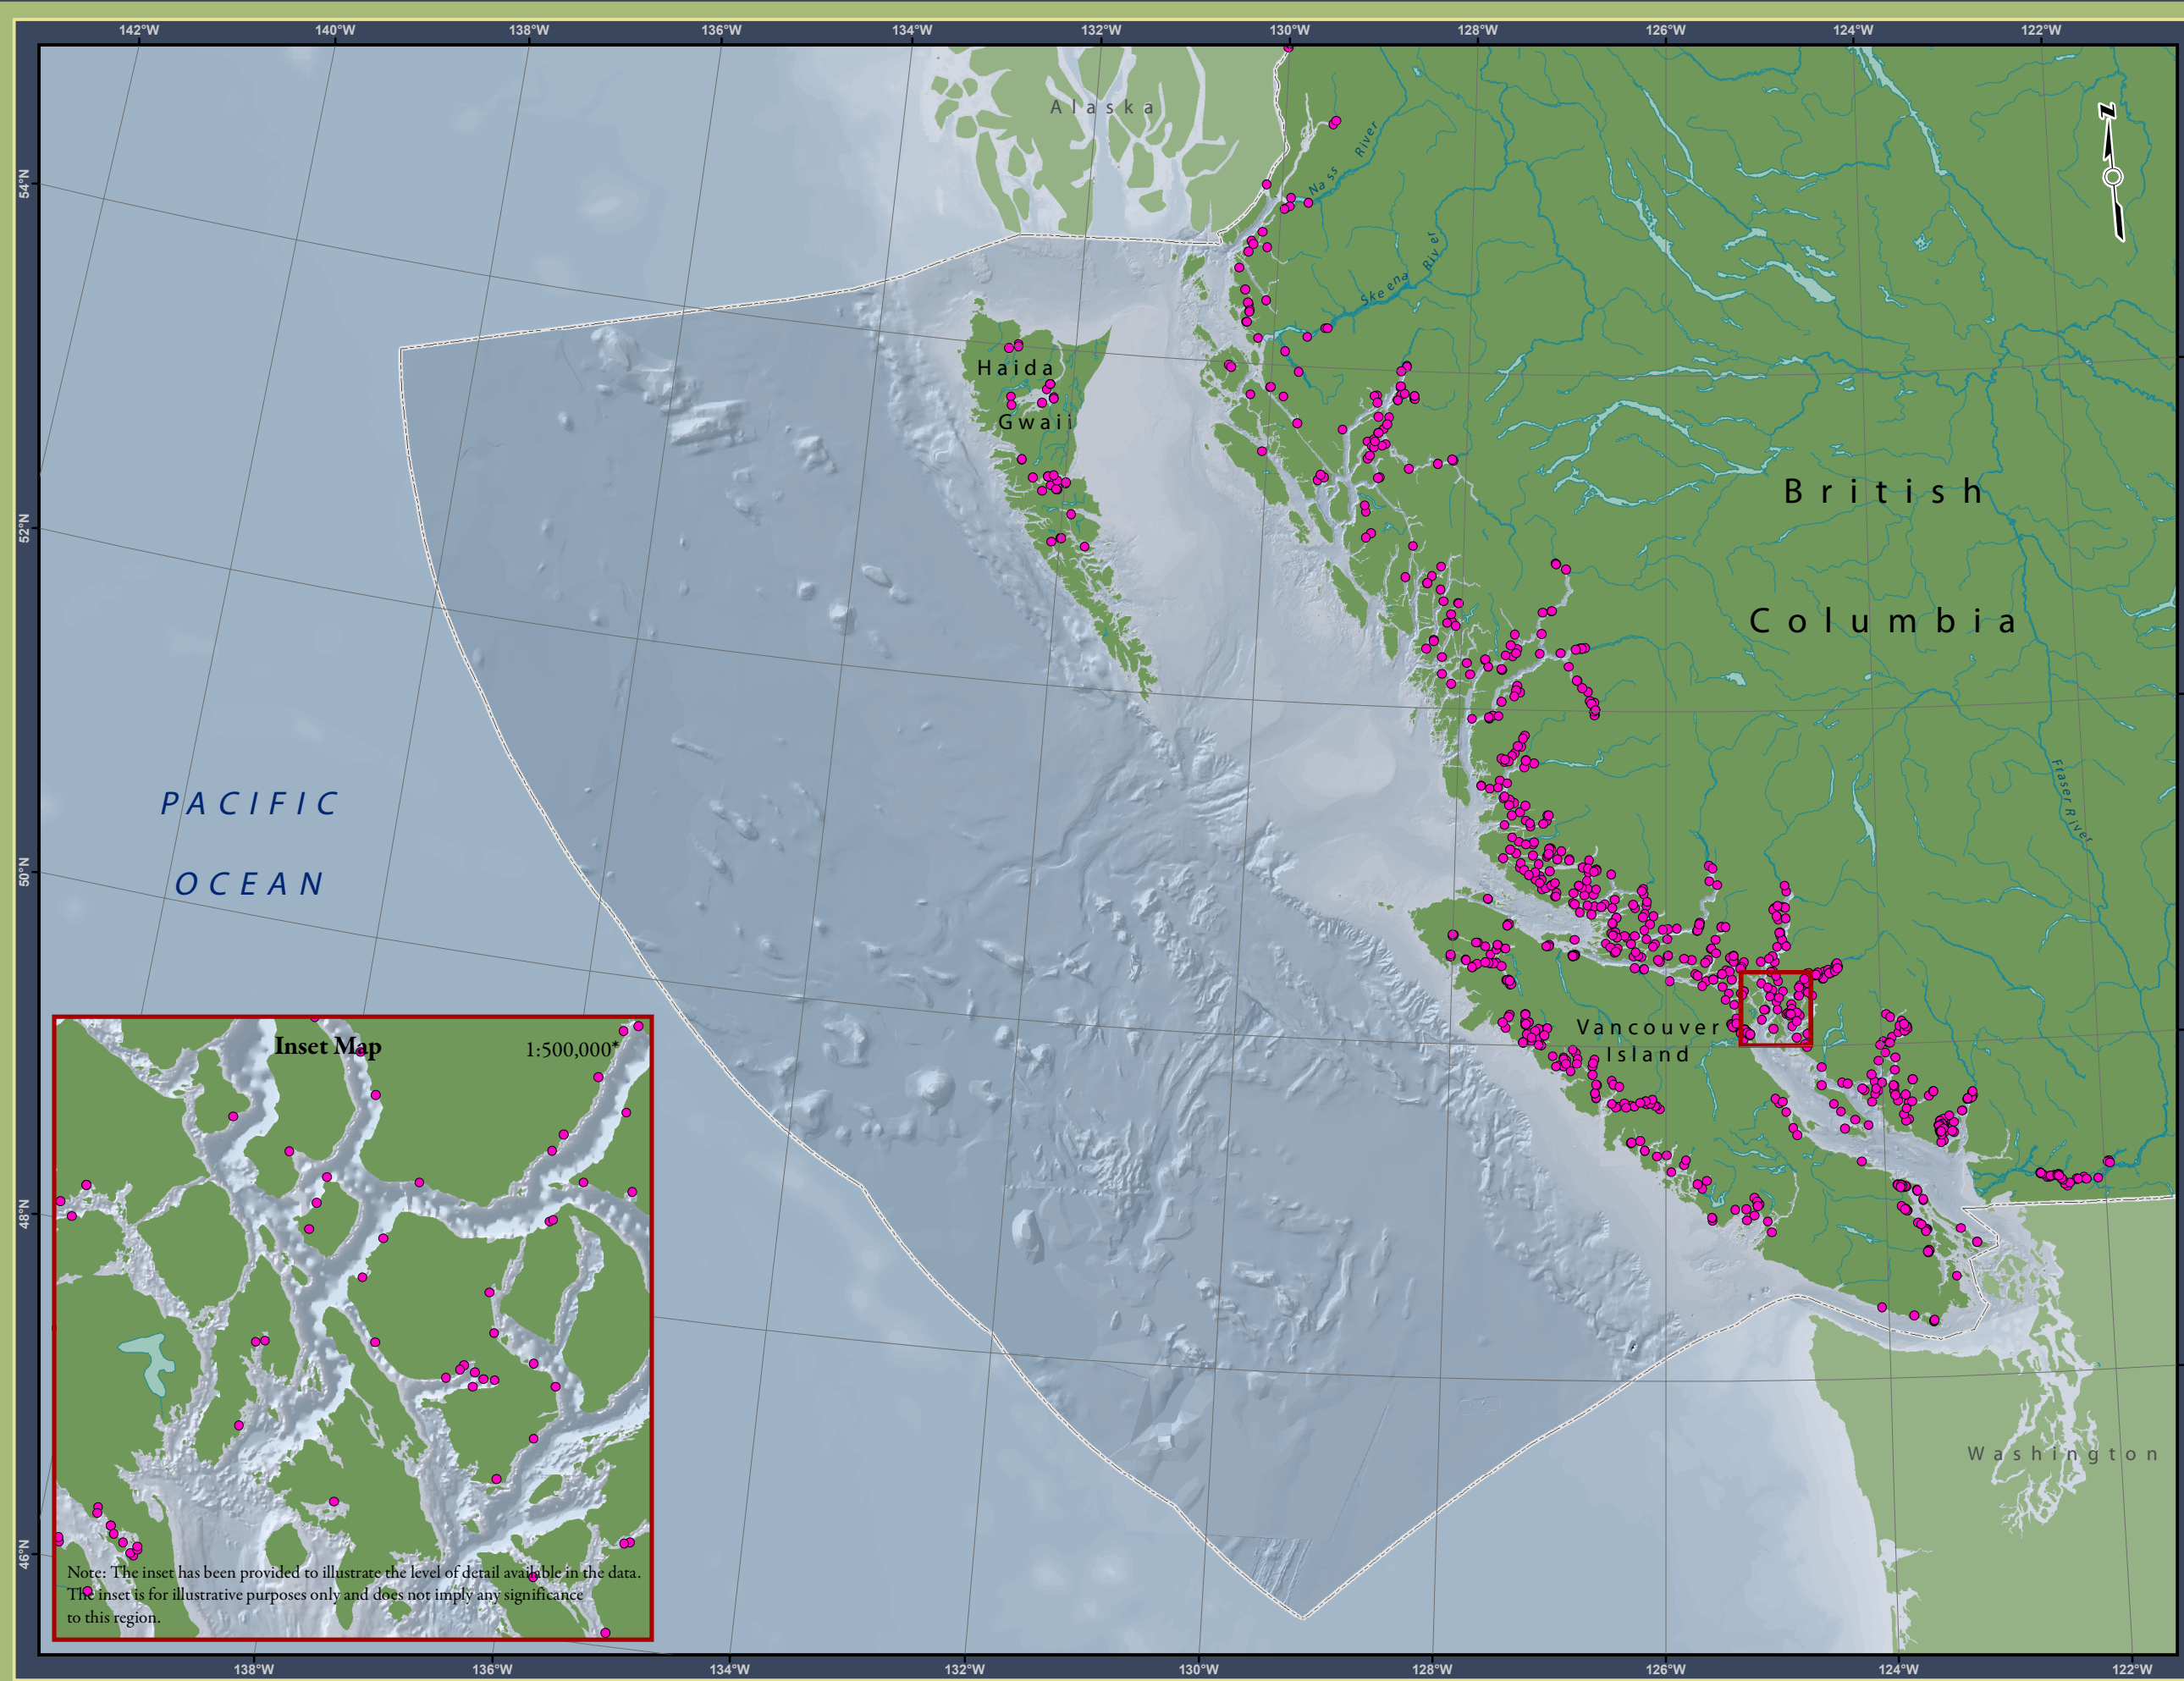 142°W 140°W 138°W 136°W 134°W 132°W 130°W 128°W 126°W 124°W 122°W
N
Alaska
54°N
Nass River
Skeena River
Haida
Gwaii
British
Columbia
52°N
PACIFIC
OCEAN
Fraser River
50°N
Vancouver
Island
Inset Map
1:500,000*
48°N
Washington
46°N
Note: The inset has been provided to illustrate the level of detail available in the data.
The inset is for illustrative purposes only and does not imply any significance
to this region.
138°W 136°W 134°W 132°W 130°W 128°W 126°W 124°W 122°W